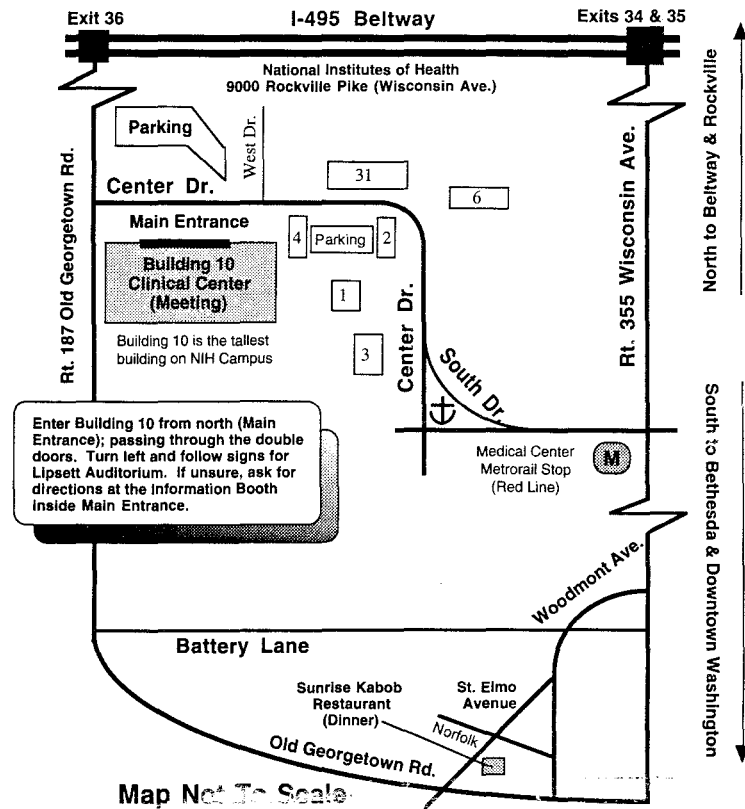 Exit 36
I-495 Beltway
Exits 34 & 35
National Institutes of Health
9000 Rockville Pike (Wisconsin Ave.)
North to Beltway & Rockville
Parking
West Dr.
31
6
Center Dr.
Main Entrance
4
Parking
2
Building 10
Clinical Center
(Meeting)
1
Rt. 187 Old Georgetown Rd.
Rt. 355 Wisconsin Ave.
Building 10 is the tallest
building on NIH Campus
3
Center Dr.
South Dr.
Enter Building 10 from north (Main
Entrance); passing through the double
doors. Turn left and follow signs for
Lipsett Auditorium. If unsure, ask for
directions at the Information Booth
inside Main Entrance.
Medical Center
Metrorail Stop
(Red Line)
M
South to Bethesda & Downtown Washington
Woodmont Ave.
Battery Lane
Sunrise Kabob
Restaurant
(Dinner)
St. Elmo
Avenue
Norfolk
Old Georgetown Rd.
Map Not To Scale